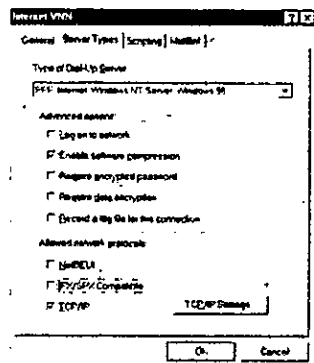 Internet VNN
General Server Types Scripting Multilink
Type of Dial-Up Server
PPP: Internet, Windows NT Server, Windows 98
Advanced options:
Log on to network
Enable software compression
Require encrypted password
Require data encryption
Record a log file for this connection
Allowed network protocols:
NetBEUI
IPX/SPX Compatible
TCP/IP
TCP/IP Settings
OK
Cancel